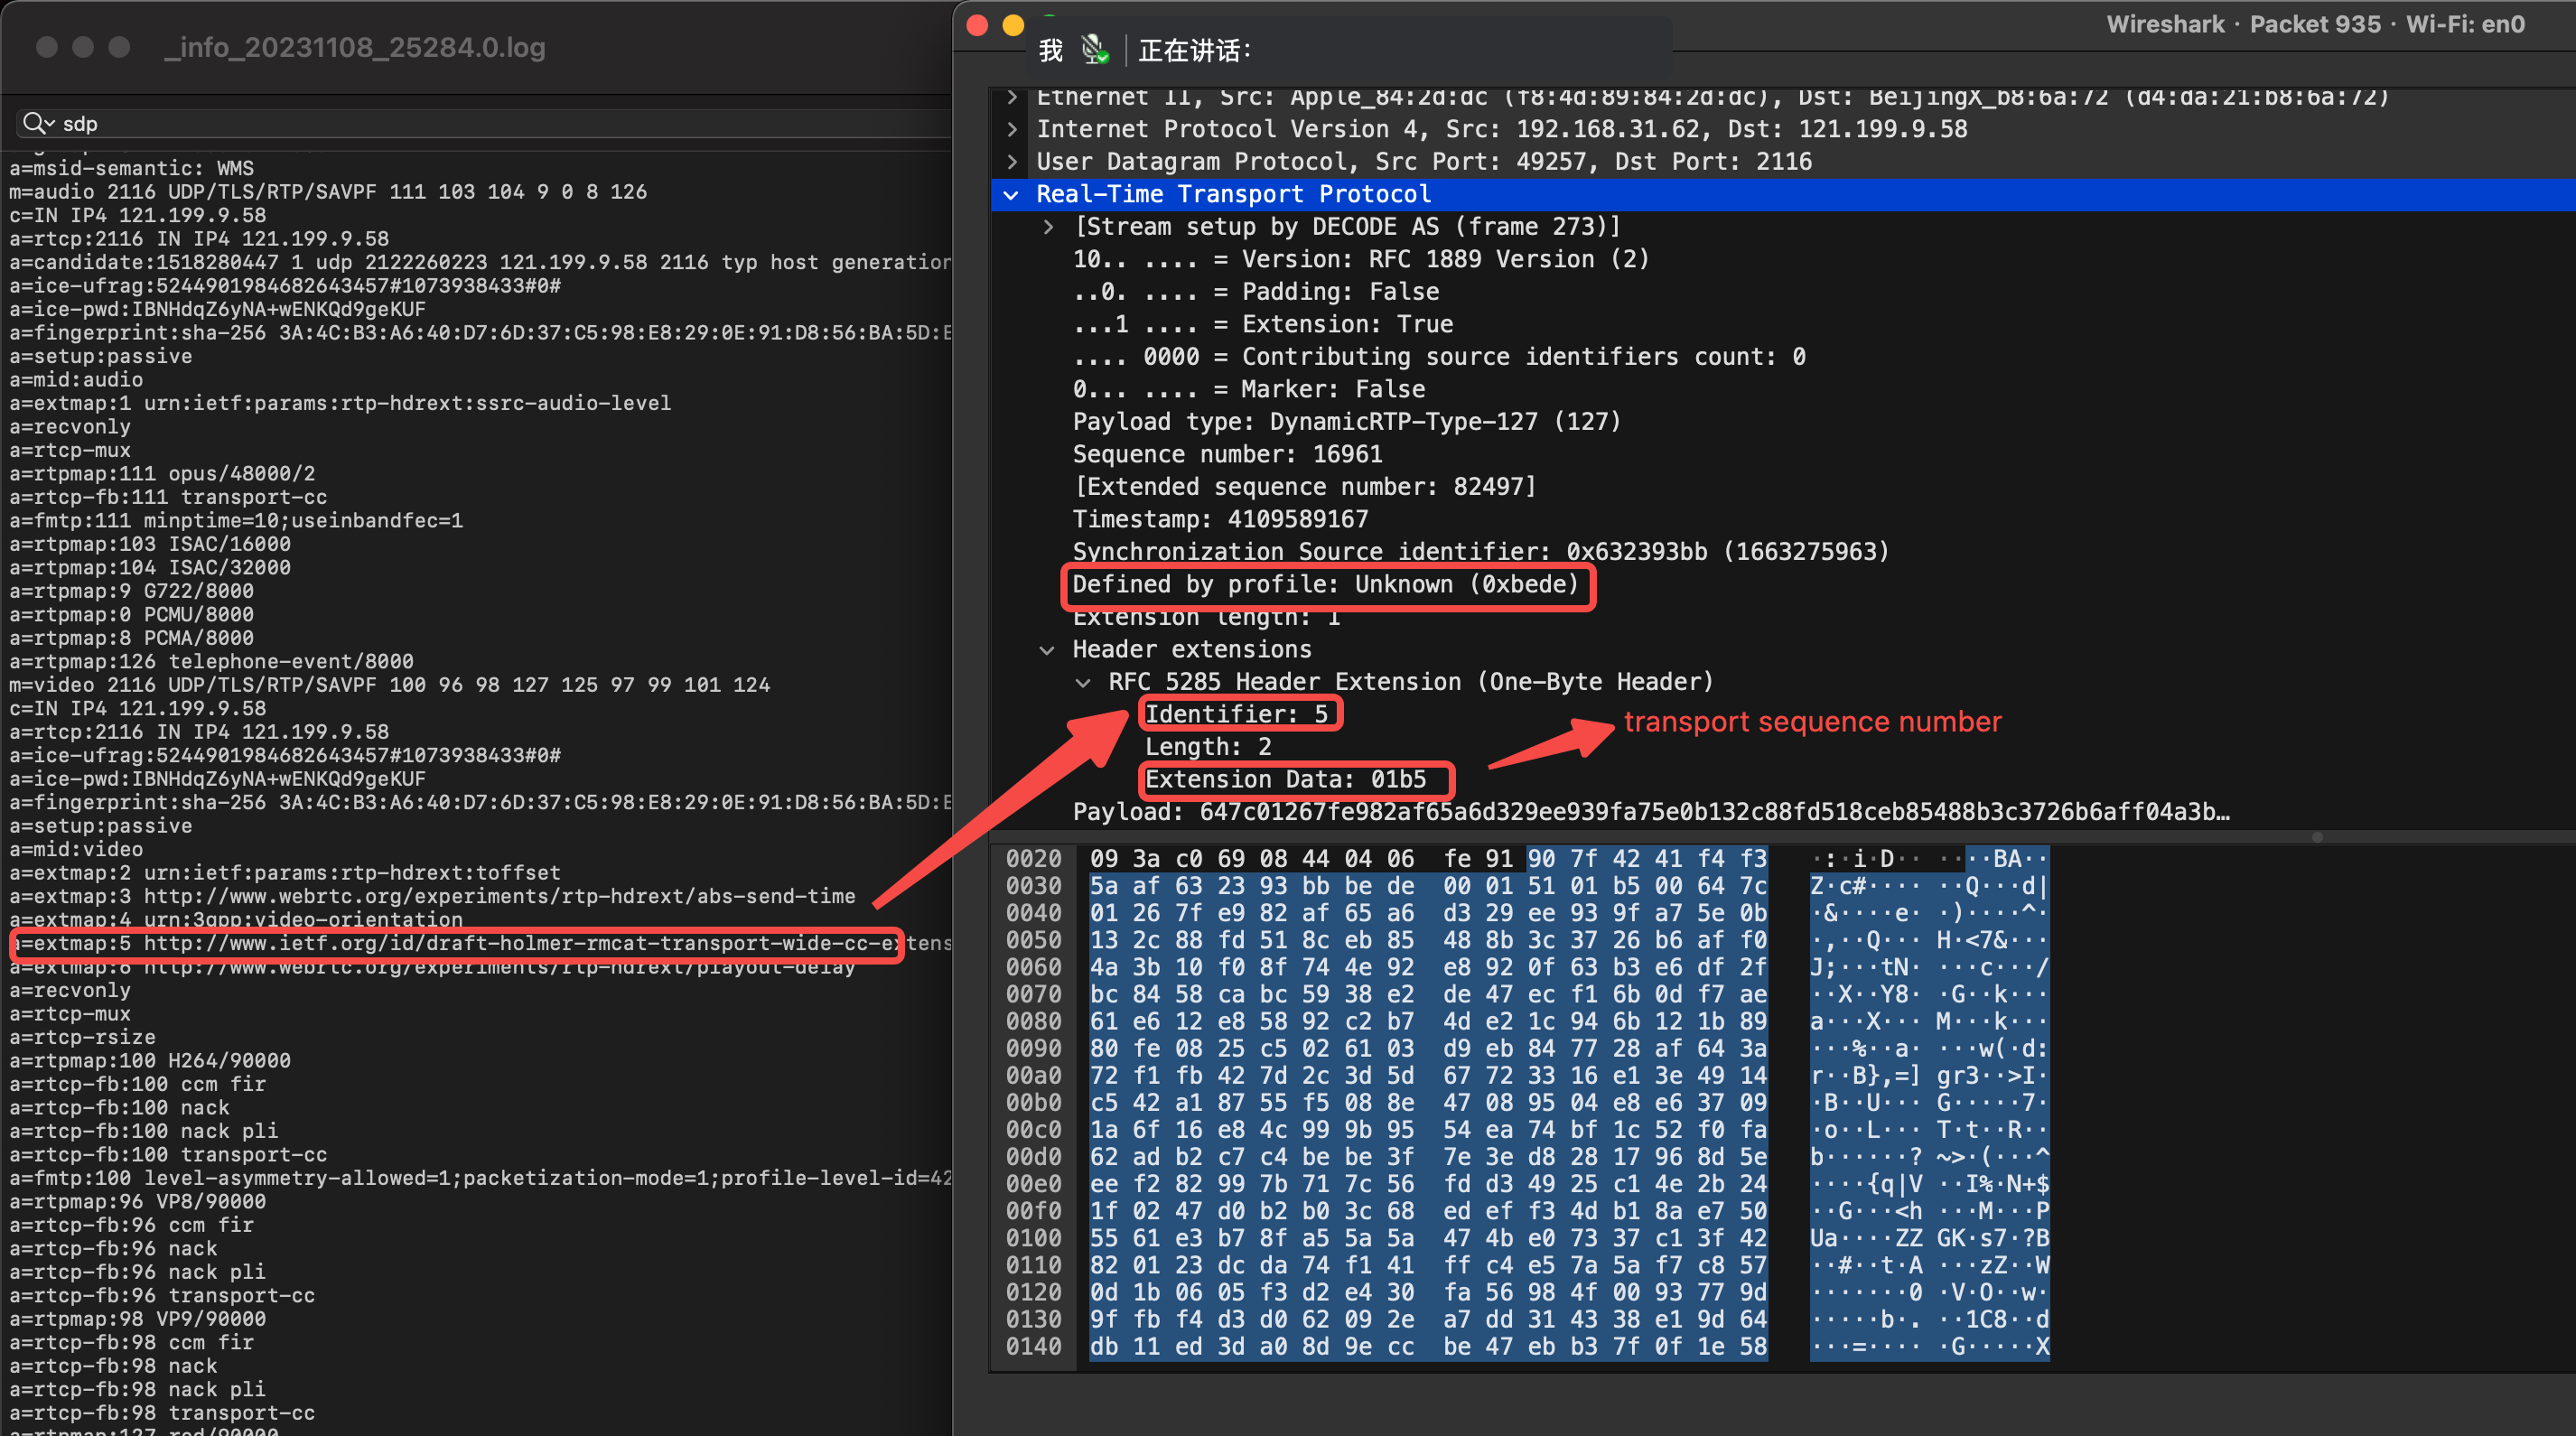 _info_20231108_25284.0.log
sdp
a=msid-semantic: WMS
m=audio 2116 UDP/TLS/RTP/SAVPF 111 103 104 9 0 8 126
c=IN IP4 121.199.9.58
a=rtcp:2116 IN IP4 121.199.9.58
a=candidate:1518280447 1 udp 2122260223 121.199.9.58 2116 typ host generation
a=ice-ufrag:5244901984682643457#1073938433#0#
a=ice-pwd:IBNHdqZ6yNA+wENKQd9geKUF
a=fingerprint:sha-256 3A:4C:B3:A6:40:D7:6D:37:C5:98:E8:29:0E:91:D8:56:BA:5D:E
a=setup:passive
a=mid:audio
a=extmap:1 urn:ietf:params:rtp-hdrext:ssrc-audio-level
a=recvonly
a=rtcp-mux
a=rtpmap:111 opus/48000/2
a=rtcp-fb:111 transport-cc
a=fmtp:111 minptime=10;useinbandfec=1
a=rtpmap:103 ISAC/16000
a=rtpmap:104 ISAC/32000
a=rtpmap:9 G722/8000
a=rtpmap:0 PCMU/8000
a=rtpmap:8 PCMA/8000
a=rtpmap:126 telephone-event/8000
m=video 2116 UDP/TLS/RTP/SAVPF 100 96 98 127 125 97 99 101 124
c=IN IP4 121.199.9.58
a=rtcp:2116 IN IP4 121.199.9.58
a=ice-ufrag:5244901984682643457#1073938433#0#
a=ice-pwd:IBNHdqZ6yNA+wENKQd9geKUF
a=fingerprint:sha-256 3A:4C:B3:A6:40:D7:6D:37:C5:98:E8:29:0E:91:D8:56:BA:5D:E
a=setup:passive
a=mid:video
a=extmap:2 urn:ietf:params:rtp-hdrext:toffset
a=extmap:3 http://www.webrtc.org/experiments/rtp-hdrext/abs-send-time
a=extmap:4 urn:3gpp:video-orientation
a=extmap:5 http://www.ietf.org/id/draft-holmer-rmcat-transport-wide-cc-extens
a=extmap:6 http://www.webrtc.org/experiments/rtp-hdrext/playout-delay
a=recvonly
a=rtcp-mux
a=rtcp-rsize
a=rtpmap:100 H264/90000
a=rtcp-fb:100 ccm fir
a=rtcp-fb:100 nack
a=rtcp-fb:100 nack pli
a=rtcp-fb:100 transport-cc
a=fmtp:100 level-asymmetry-allowed=1;packetization-mode=1;profile-level-id=42
a=rtpmap:96 VP8/90000
a=rtcp-fb:96 ccm fir
a=rtcp-fb:96 nack
a=rtcp-fb:96 nack pli
a=rtcp-fb:96 transport-cc
a=rtpmap:98 VP9/90000
a=rtcp-fb:98 ccm fir
a=rtcp-fb:98 nack
a=rtcp-fb:98 nack pli
a=rtcp-fb:98 transport-cc
a=rtpmap:127 red/90000
Wireshark · Packet 935 · Wi-Fi: en0
我 正在讲话:
Ethernet II, Src: Apple_84:2d:dc (f8:4d:89:84:2d:dc), Dst: BeijingX_b8:6a:72 (d4:da:21:b8:6a:72)
Internet Protocol Version 4, Src: 192.168.31.62, Dst: 121.199.9.58
User Datagram Protocol, Src Port: 49257, Dst Port: 2116
Real-Time Transport Protocol
[Stream setup by DECODE AS (frame 273)]
10.. .... = Version: RFC 1889 Version (2)
..0. .... = Padding: False
...1 .... = Extension: True
.... 0000 = Contributing source identifiers count: 0
0... .... = Marker: False
Payload type: DynamicRTP-Type-127 (127)
Sequence number: 16961
[Extended sequence number: 82497]
Timestamp: 4109589167
Synchronization Source identifier: 0x632393bb (1663275963)
Defined by profile: Unknown (0xbede)
Extension length: 1
Header extensions
RFC 5285 Header Extension (One-Byte Header)
Identifier: 5
transport sequence number
Length: 2
Extension Data: 01b5
Payload: 647c01267fe982af65a6d329ee939fa75e0b132c88fd518ceb85488b3c3726b6aff04a3b…
0020 09 3a c0 69 08 44 04 06 fe 91 90 7f 42 41 f4 f3 ·:·i·D·· ····BA··
0030 5a af 63 23 93 bb be de 00 01 51 01 b5 00 64 7c Z·c#···· ··Q···d|
0040 01 26 7f e9 82 af 65 a6 d3 29 ee 93 9f a7 5e 0b ·&····e· ·)····^·
0050 13 2c 88 fd 51 8c eb 85 48 8b 3c 37 26 b6 af f0 ·,··Q··· H·<7&···
0060 4a 3b 10 f0 8f 74 4e 92 e8 92 0f 63 b3 e6 df 2f J;···tN· ···c···/
0070 bc 84 58 ca bc 59 38 e2 de 47 ec f1 6b 0d f7 ae ··X··Y8· ·G··k···
0080 61 e6 12 e8 58 92 c2 b7 4d e2 1c 94 6b 12 1b 89 a···X··· M···k···
0090 80 fe 08 25 c5 02 61 03 d9 eb 84 77 28 af 64 3a ···%··a· ···w(·d:
00a0 72 f1 fb 42 7d 2c 3d 5d 67 72 33 16 e1 3e 49 14 r··B},=] gr3··>I·
00b0 c5 42 a1 87 55 f5 08 8e 47 08 95 04 e8 e6 37 09 ·B··U··· G·····7·
00c0 1a 6f 16 e8 4c 99 9b 95 54 ea 74 bf 1c 52 f0 fa ·o··L··· T·t··R··
00d0 62 ad b2 c7 c4 be be 3f 7e 3e d8 28 17 96 8d 5e b······? ~>·(···^
00e0 ee f2 82 99 7b 71 7c 56 fd d3 49 25 c1 4e 2b 24 ····{q|V ··I%·N+$
00f0 1f 02 47 d0 b2 b0 3c 68 ed ef f3 4d b1 8a e7 50 ··G···<h ···M···P
0100 55 61 e3 b7 8f a5 5a 5a 47 4b e0 73 37 c1 3f 42 Ua····ZZ GK·s7·?B
0110 82 01 23 dc da 74 f1 41 ff c4 e5 7a 5a f7 c8 57 ··#··t·A ···zZ··W
0120 0d 1b 06 05 f3 d2 e4 30 fa 56 98 4f 00 93 77 9d ·······0 ·V·O··w·
0130 9f fb f4 d3 d0 62 09 2e a7 dd 31 43 38 e1 9d 64 ·····b·. ··1C8··d
0140 db 11 ed 3d a0 8d 9e cc be 47 eb b3 7f 0f 1e 58 ···=···· ·G·····X